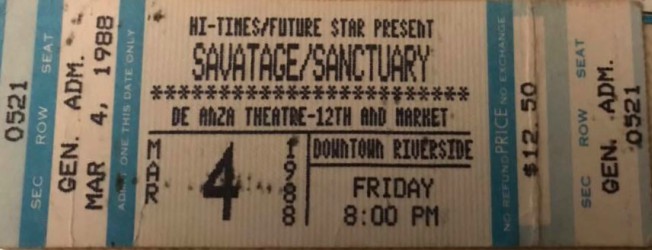 0521
SEC ROW SEAT
GEN. ADM.
MAR 4, 1988
ADMIT ONE THIS DATE ONLY
HI-TIMES/FUTURE STAR PRESENT
SAVATAGE/SANCTUARY
***********************
DE ANZA THEATRE-12TH AND MARKET
MAR 4 1988
DOWNTOWN RIVERSIDE
FRIDAY
8:00 PM
NO REFUNDS PRICE NO EXCHANGE
$12.50
SEC ROW SEAT
GEN. ADM.
0521